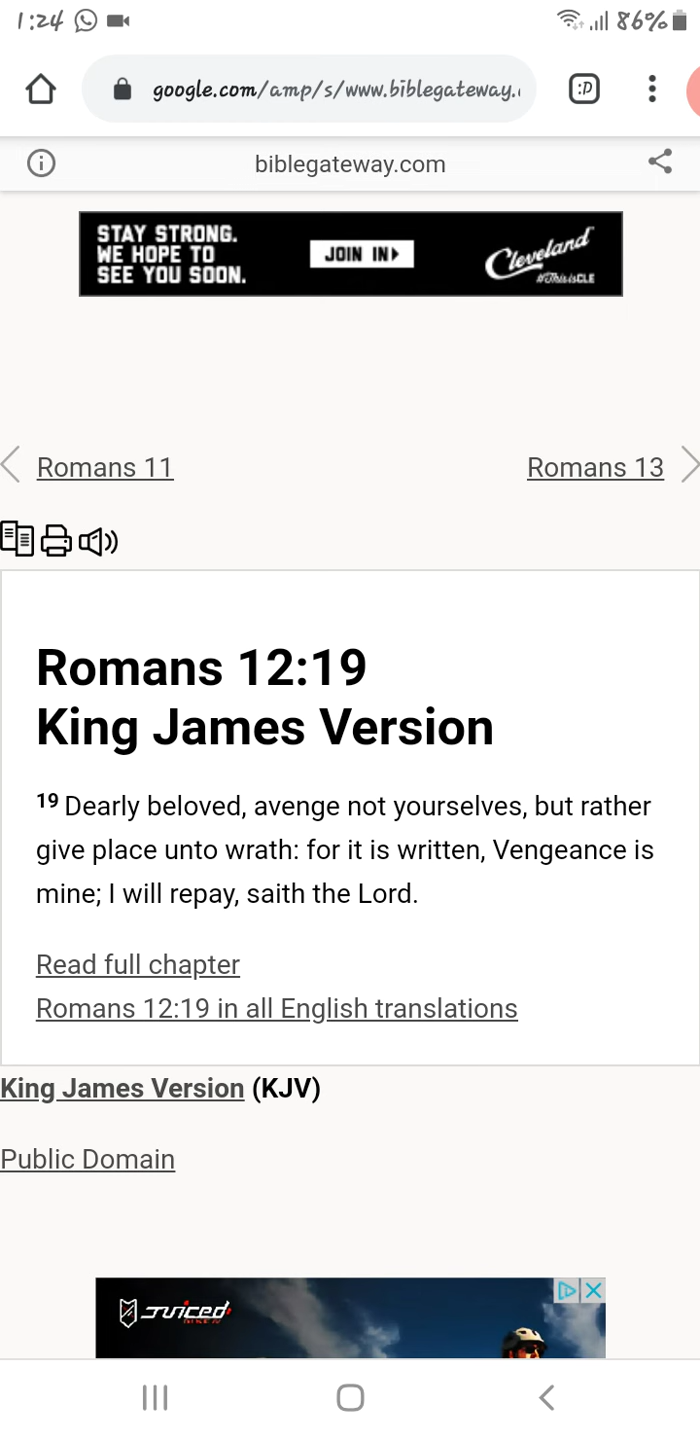 1:24 86%
:D
google.com/amp/s/www.biblegateway.
biblegateway.com
STAY STRONG.
WE HOPE TO
SEE YOU SOON.
JOIN IN
Cleveland
#ThisisCLE
Romans 11 Romans 13
Romans 12:19
King James Version
19 Dearly beloved, avenge not yourselves, but rather
give place unto wrath: for it is written, Vengeance is
mine; I will repay, saith the Lord.
Read full chapter
Romans 12:19 in all English translations
King James Version (KJV)
Public Domain
JUICED